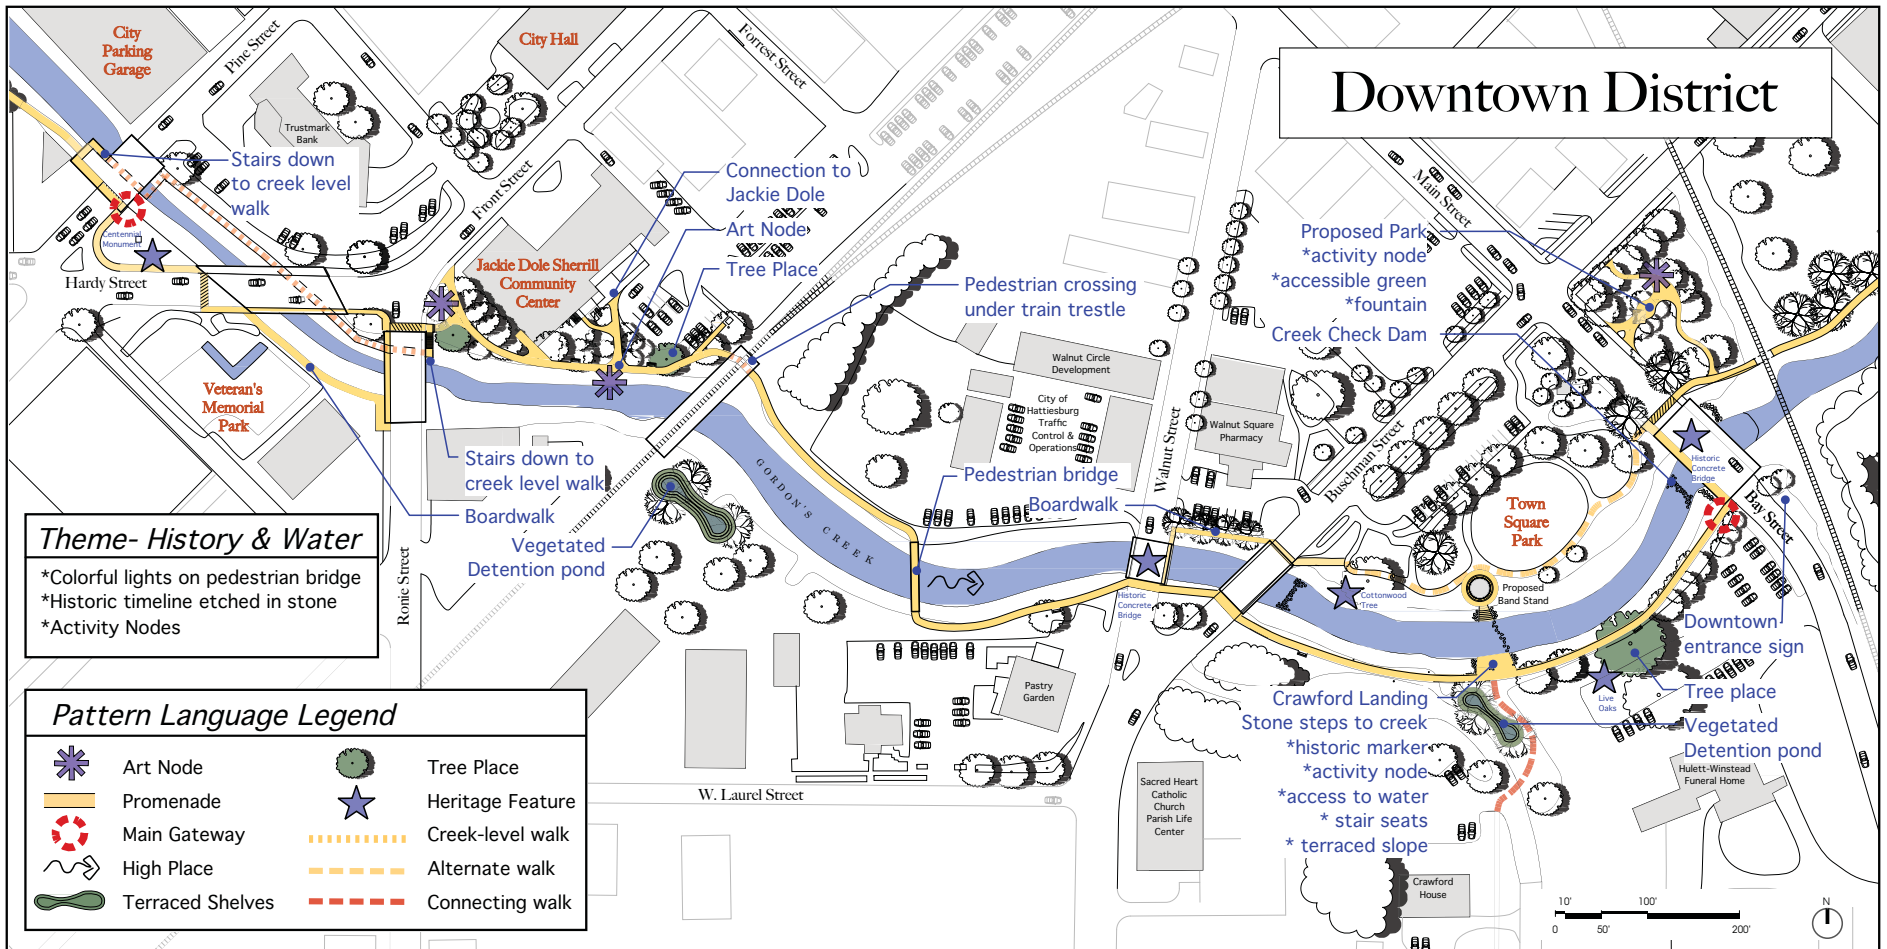 Downtown District
City
Parking
Garage
Pine Street
City Hall
Forrest Street
Trustmark
Bank
Stairs down
to creek level
walk
Front Street
Connection to
Jackie Dole
Art Node
Tree Place
Main Street
Centennial
Monument
Hardy Street
Jackie Dole Sherrill
Community
Center
Pedestrian crossing
under train trestle
Proposed Park
*activity node
*accessible green
*fountain
Creek Check Dam
Veteran's
Memorial
Park
Walnut Circle
Development
City of
Hattiesburg
Traffic
Control &
Operations
Walnut Street
Walnut Square
Pharmacy
Buschman Street
Stairs down to
creek level walk
Boardwalk
Vegetated
Detention pond
GORDON'S CREEK
Pedestrian bridge
Boardwalk
Historic
Concrete
Bridge
Town
Square
Park
Bay Street
Ronie Street
Historic
Concrete
Bridge
Cottonwood
Tree
Proposed
Band Stand
Downtown
entrance sign
Tree place
Vegetated
Detention pond
Live
Oaks
Theme- History & Water
*Colorful lights on pedestrian bridge
*Historic timeline etched in stone
*Activity Nodes
Pastry
Garden
Crawford Landing
Stone steps to creek
*historic marker
*activity node
*access to water
* stair seats
* terraced slope
Hulett-Winstead
Funeral Home
W. Laurel Street
Sacred Heart
Catholic
Church
Parish Life
Center
Crawford
House
Pattern Language Legend
Art Node
Promenade
Main Gateway
High Place
Terraced Shelves
Tree Place
Heritage Feature
Creek-level walk
Alternate walk
Connecting walk
10' 100'
0 50' 200'
N